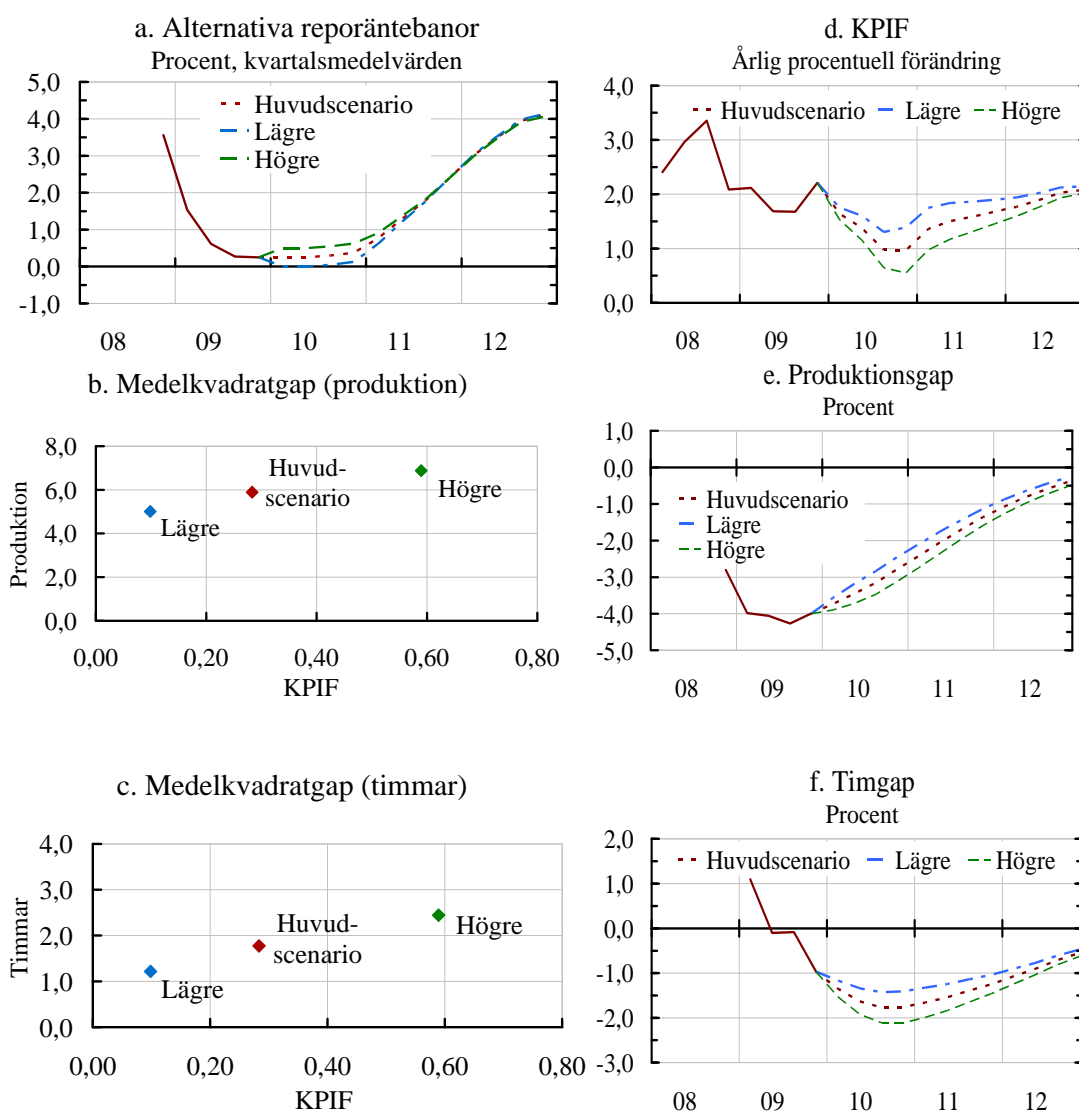 a. Alternativa reporäntebanor
Procent, kvartalsmedelvärden
5,0
4,0
3,0
2,0
1,0
0,0
-1,0
Huvudscenario
Lägre
Högre
08 09 10 11 12
d. KPIF
Årlig procentuell förändring
4,0
3,0
2,0
1,0
0,0
Huvudscenario Lägre Högre
08 09 10 11 12
b. Medelkvadratgap (produktion)
Produktion
8,0
6,0
4,0
2,0
0,0
Lägre
Huvud-
scenario
Högre
0,00 0,20 0,40 0,60 0,80
KPIF
e. Produktionsgap
Procent
1,0
0,0
-1,0
-2,0
-3,0
-4,0
-5,0
Huvudscenario
Lägre
Högre
08 09 10 11 12
c. Medelkvadratgap (timmar)
Timmar
4,0
3,0
2,0
1,0
0,0
Lägre
Huvud-
scenario
Högre
0,00 0,20 0,40 0,60 0,80
KPIF
f. Timgap
Procent
2,0
1,0
0,0
-1,0
-2,0
-3,0
Huvudscenario Lägre Högre
08 09 10 11 12